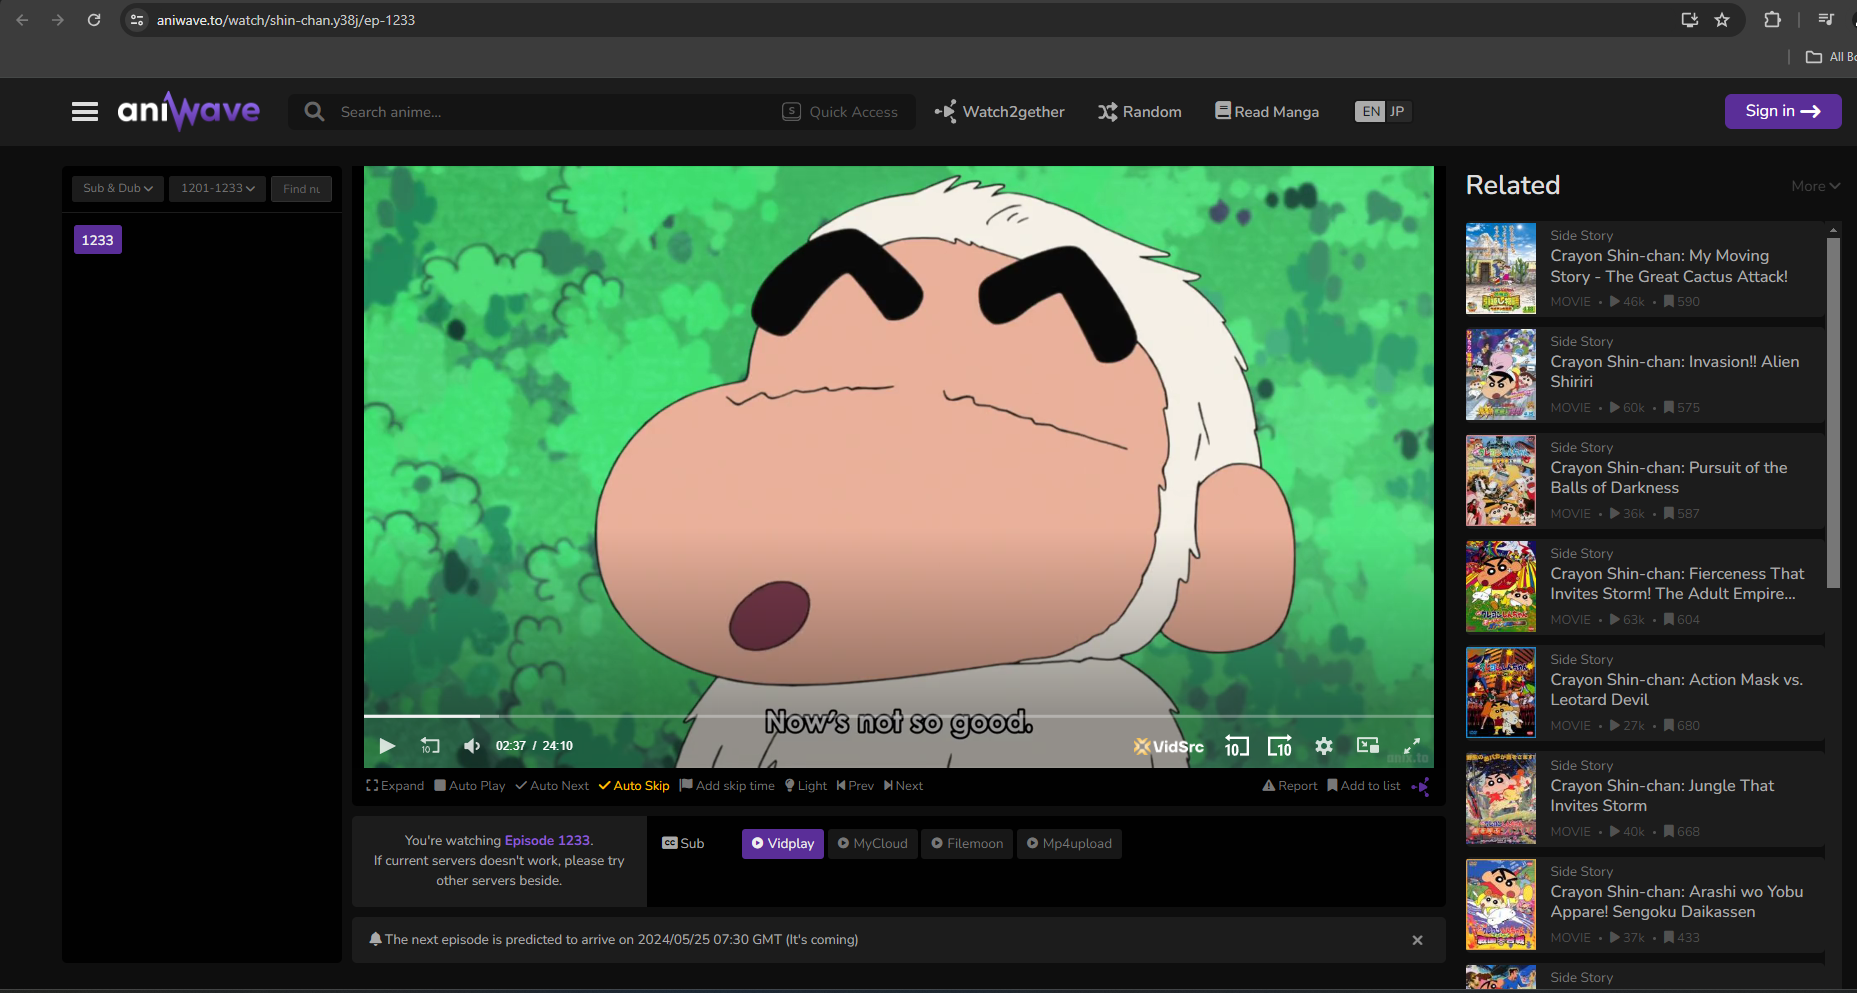 aniwave.to/watch/shin-chan.y38j/ep-1233
All Bo
aniwave
Search anime...
S Quick Access
Watch2gether
Random
Read Manga
EN JP
Sign in
Sub & Dub
1201-1233
Find nu
1233
Now's not so good.
10
02:37 / 24:10
VidSrc
10
10
anix.to
Expand
Auto Play
Auto Next
Auto Skip
Add skip time
Light
Prev
Next
Report
Add to list
You're watching Episode 1233.
If current servers doesn't work, please try
other servers beside.
CC Sub
Vidplay
MyCloud
Filemoon
Mp4upload
The next episode is predicted to arrive on 2024/05/25 07:30 GMT (It's coming)
Related
More
Side Story
Crayon Shin-chan: My Moving
Story - The Great Cactus Attack!
MOVIE • 46k • 590
Side Story
Crayon Shin-chan: Invasion!! Alien
Shiriri
MOVIE • 60k • 575
Side Story
Crayon Shin-chan: Pursuit of the
Balls of Darkness
MOVIE • 36k • 587
Side Story
Crayon Shin-chan: Fierceness That
Invites Storm! The Adult Empire...
MOVIE • 63k • 604
Side Story
Crayon Shin-chan: Action Mask vs.
Leotard Devil
MOVIE • 27k • 680
Side Story
Crayon Shin-chan: Jungle That
Invites Storm
MOVIE • 40k • 668
Side Story
Crayon Shin-chan: Arashi wo Yobu
Appare! Sengoku Daikassen
MOVIE • 37k • 433
Side Story